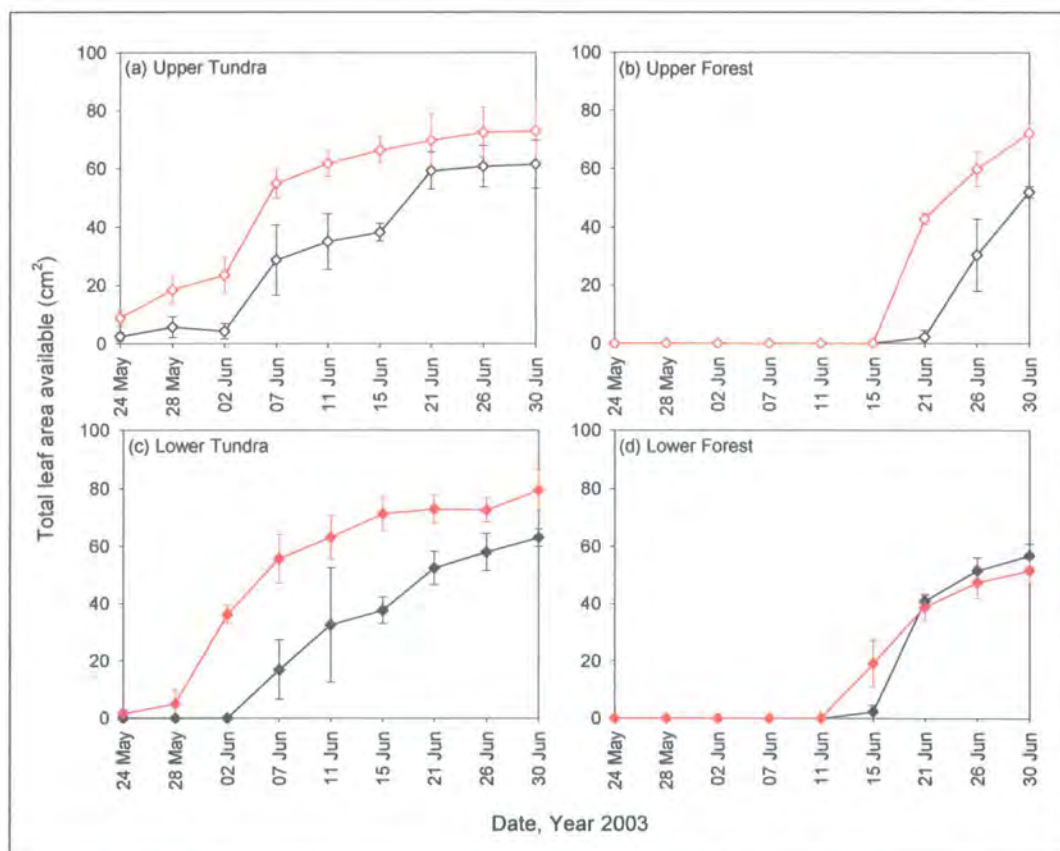 Total leaf area available (cm²)
(a) Upper Tundra
100
80
60
40
20
0
24 May
28 May
02 Jun
07 Jun
11 Jun
15 Jun
21 Jun
26 Jun
30 Jun
(b) Upper Forest
100
80
60
40
20
0
24 May
28 May
02 Jun
07 Jun
11 Jun
15 Jun
21 Jun
26 Jun
30 Jun
(c) Lower Tundra
100
80
60
40
20
0
24 May
28 May
02 Jun
07 Jun
11 Jun
15 Jun
21 Jun
26 Jun
30 Jun
(d) Lower Forest
100
80
60
40
20
0
24 May
28 May
02 Jun
07 Jun
11 Jun
15 Jun
21 Jun
26 Jun
30 Jun
Date, Year 2003